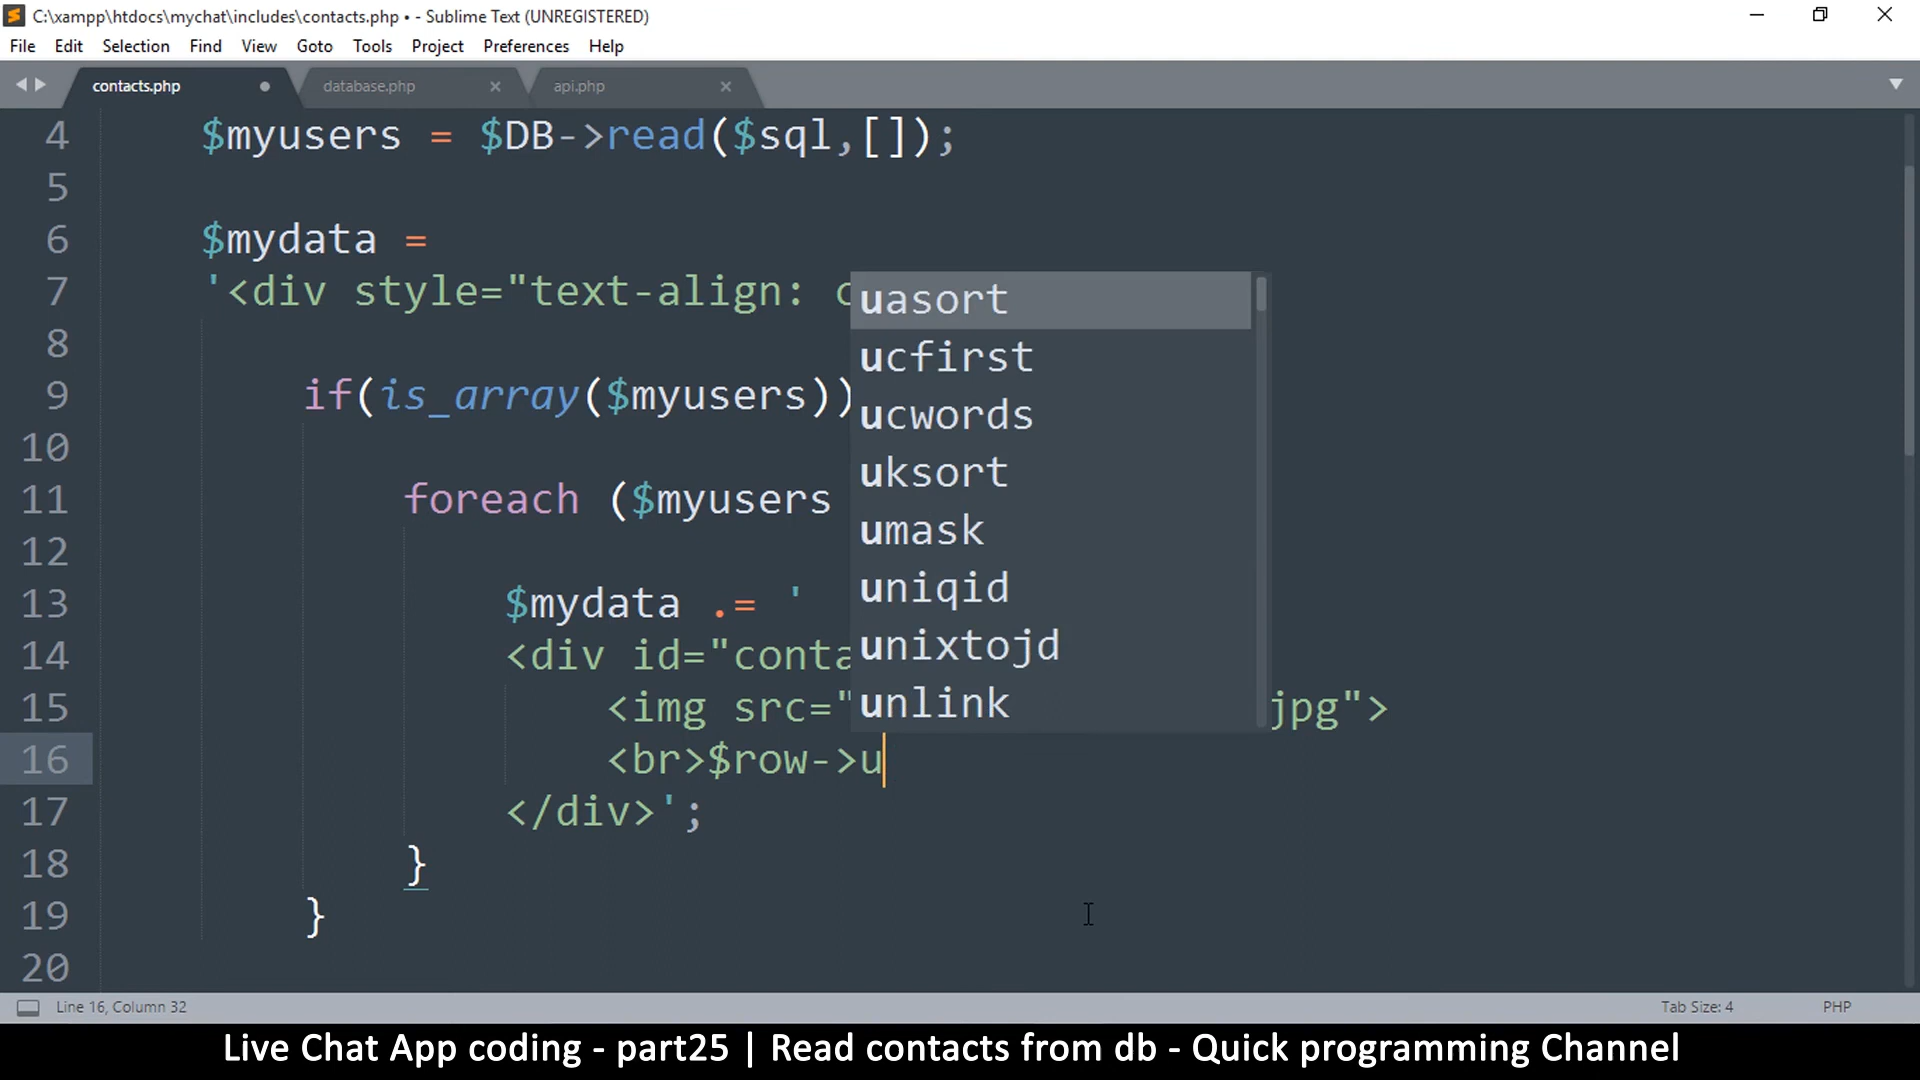 C:\xampp\htdocs\mychat\includes\contacts.php • - Sublime Text (UNREGISTERED)
File Edit Selection Find View Goto Tools Project Preferences Help
contacts.php database.php api.php
4 $myusers = $DB->read($sql,[]);
5
6 $mydata =
7 '<div style="text-align: c
uasort
8
ucfirst
9 if(is_array($myusers))
ucwords
10
uksort
11 foreach ($myusers
umask
12
uniqid
13 $mydata .= '
14 <div id="conta
unixtojd
15 <img src=" jpg">
unlink
16 <br>$row->u
17 </div>';
18 }
19 }
20
Line 16, Column 32 Tab Size: 4 PHP
Live Chat App coding - part25 | Read contacts from db - Quick programming Channel